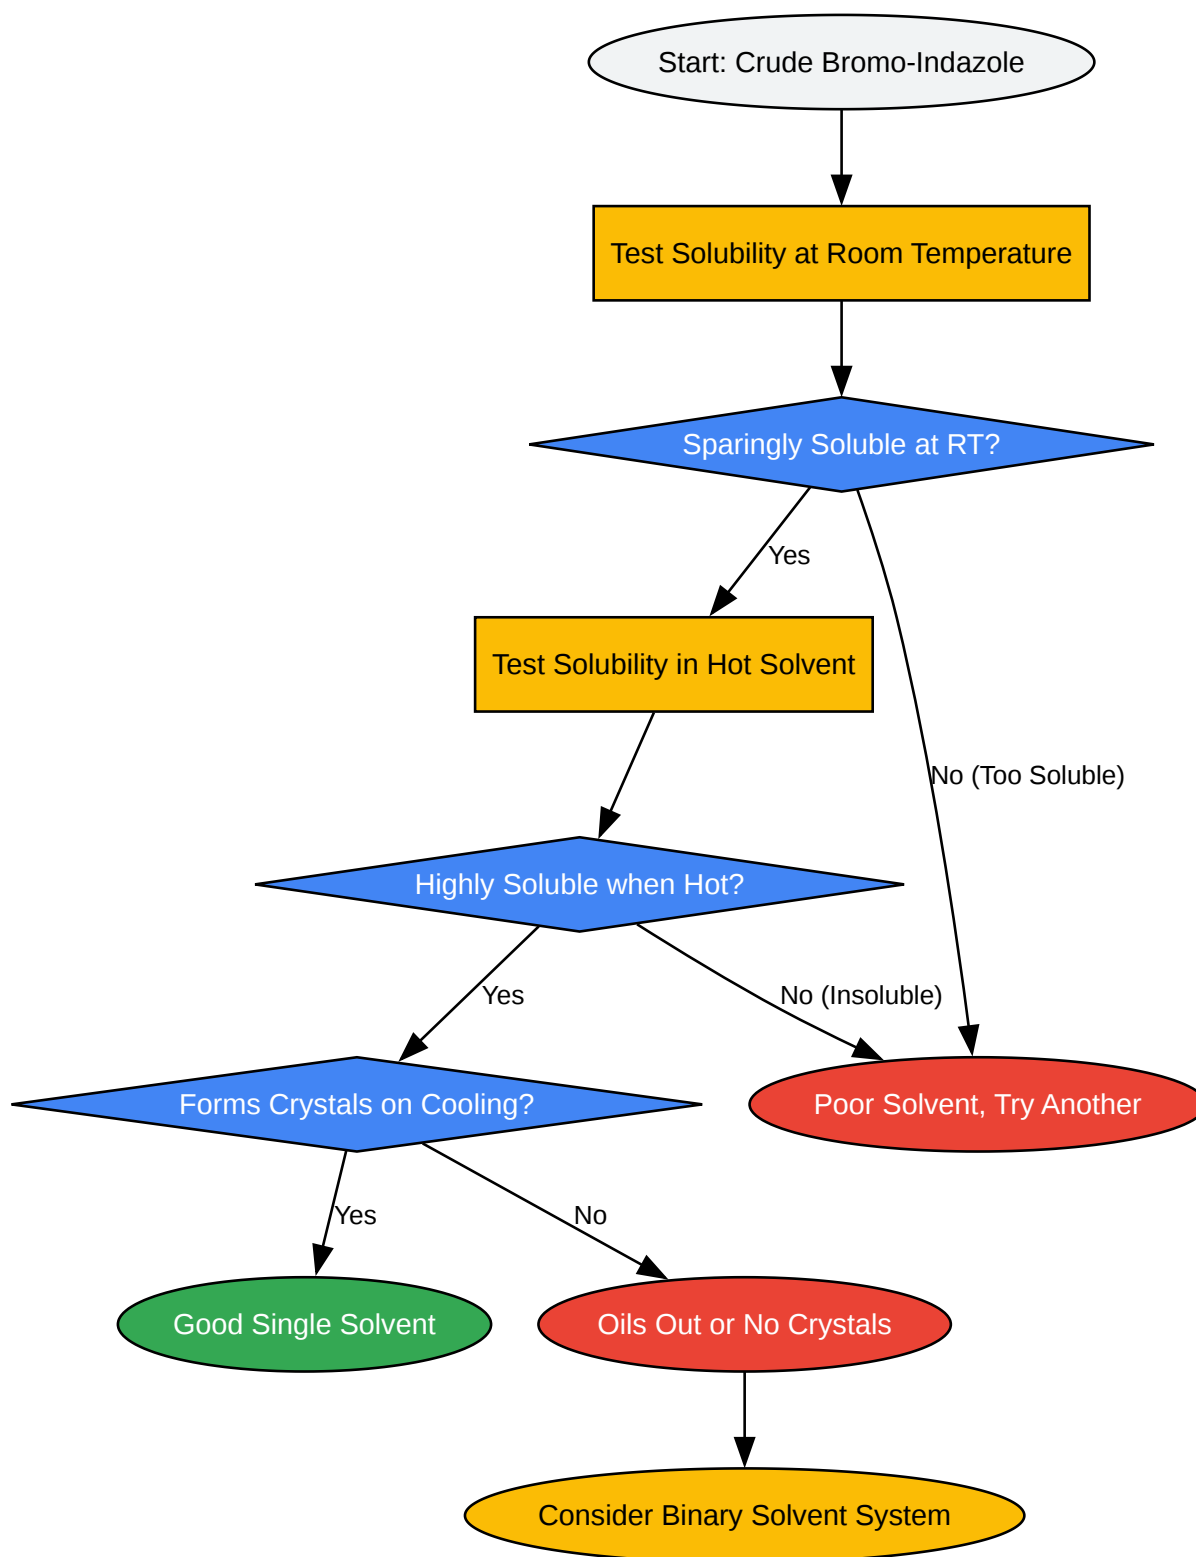 Start: Crude Bromo-Indazole
Test Solubility at Room Temperature
Sparingly Soluble at RT?
Yes
Test Solubility in Hot Solvent
No (Too Soluble)
Highly Soluble when Hot?
Yes
No (Insoluble)
Forms Crystals on Cooling?
Poor Solvent, Try Another
Yes
No
Good Single Solvent
Oils Out or No Crystals
Consider Binary Solvent System